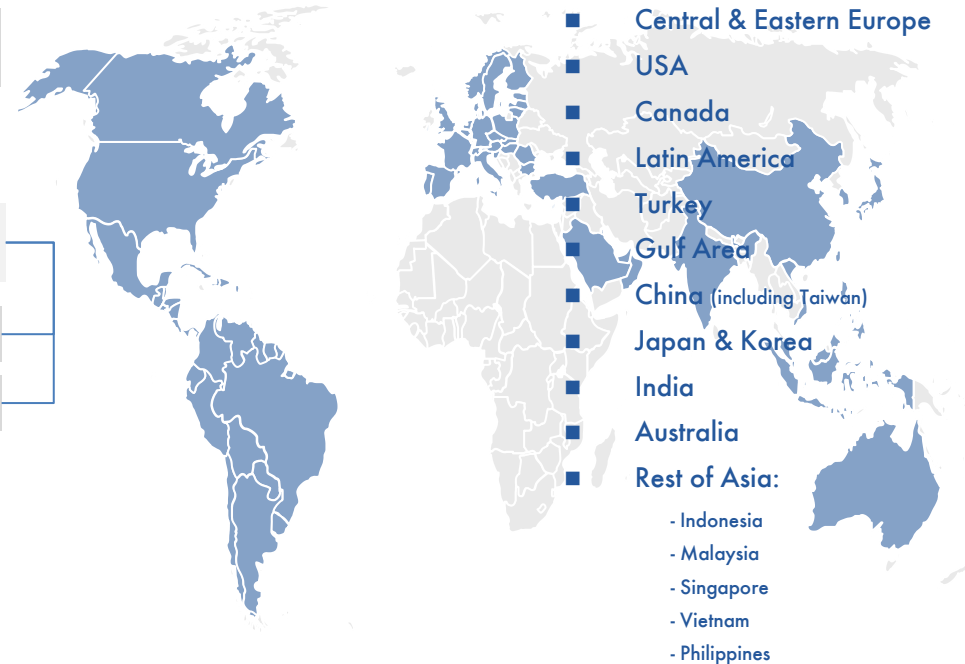 ■ Central & Eastern Europe
■ USA
■ Canada
■ Latin America
■ Turkey
■ Gulf Area
■ China (including Taiwan)
■ Japan & Korea
■ India
■ Australia
■ Rest of Asia:
- Indonesia
- Malaysia
- Singapore
- Vietnam
- Philippines